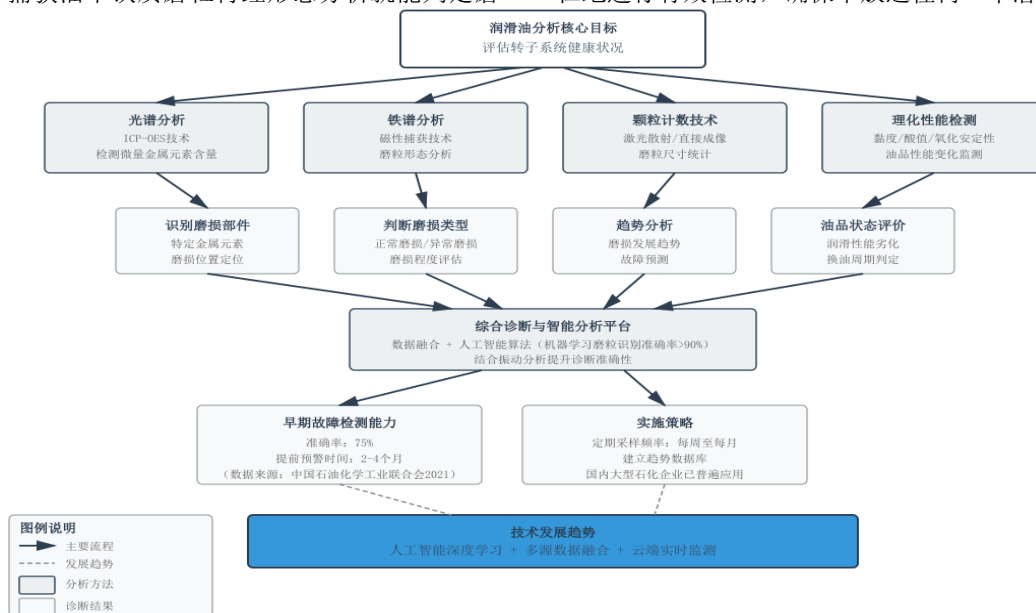 润滑油分析核心目标
评估转子系统健康状况
光谱分析
ICP-OES技术
检测微量金属元素含量
铁谱分析
磁性捕获技术
磨粒形态分析
颗粒计数技术
激光散射/直接成像
磨粒尺寸统计
理化性能检测
黏度/酸值/氧化安定性
油品性能变化监测
识别磨损部件
特定金属元素
磨损位置定位
判断磨损类型
正常磨损/异常磨损
磨损程度评估
趋势分析
磨损发展趋势
故障预测
油品状态评价
润滑性能劣化
换油周期判定
综合诊断与智能分析平台
数据融合 + 人工智能算法（机器学习磨粒识别准确率>90%）
结合振动分析提升诊断准确性
早期故障检测能力
准确率：75%
提前预警时间：2-4个月
（数据来源：中国石油化学工业联合会2021）
实施策略
定期采样频率：每周至每月
建立趋势数据库
国内大型石化企业已普遍应用
技术发展趋势
人工智能深度学习 + 多源数据融合 + 云端实时监测
图例说明
主要流程
发展趋势
分析方法
诊断结果